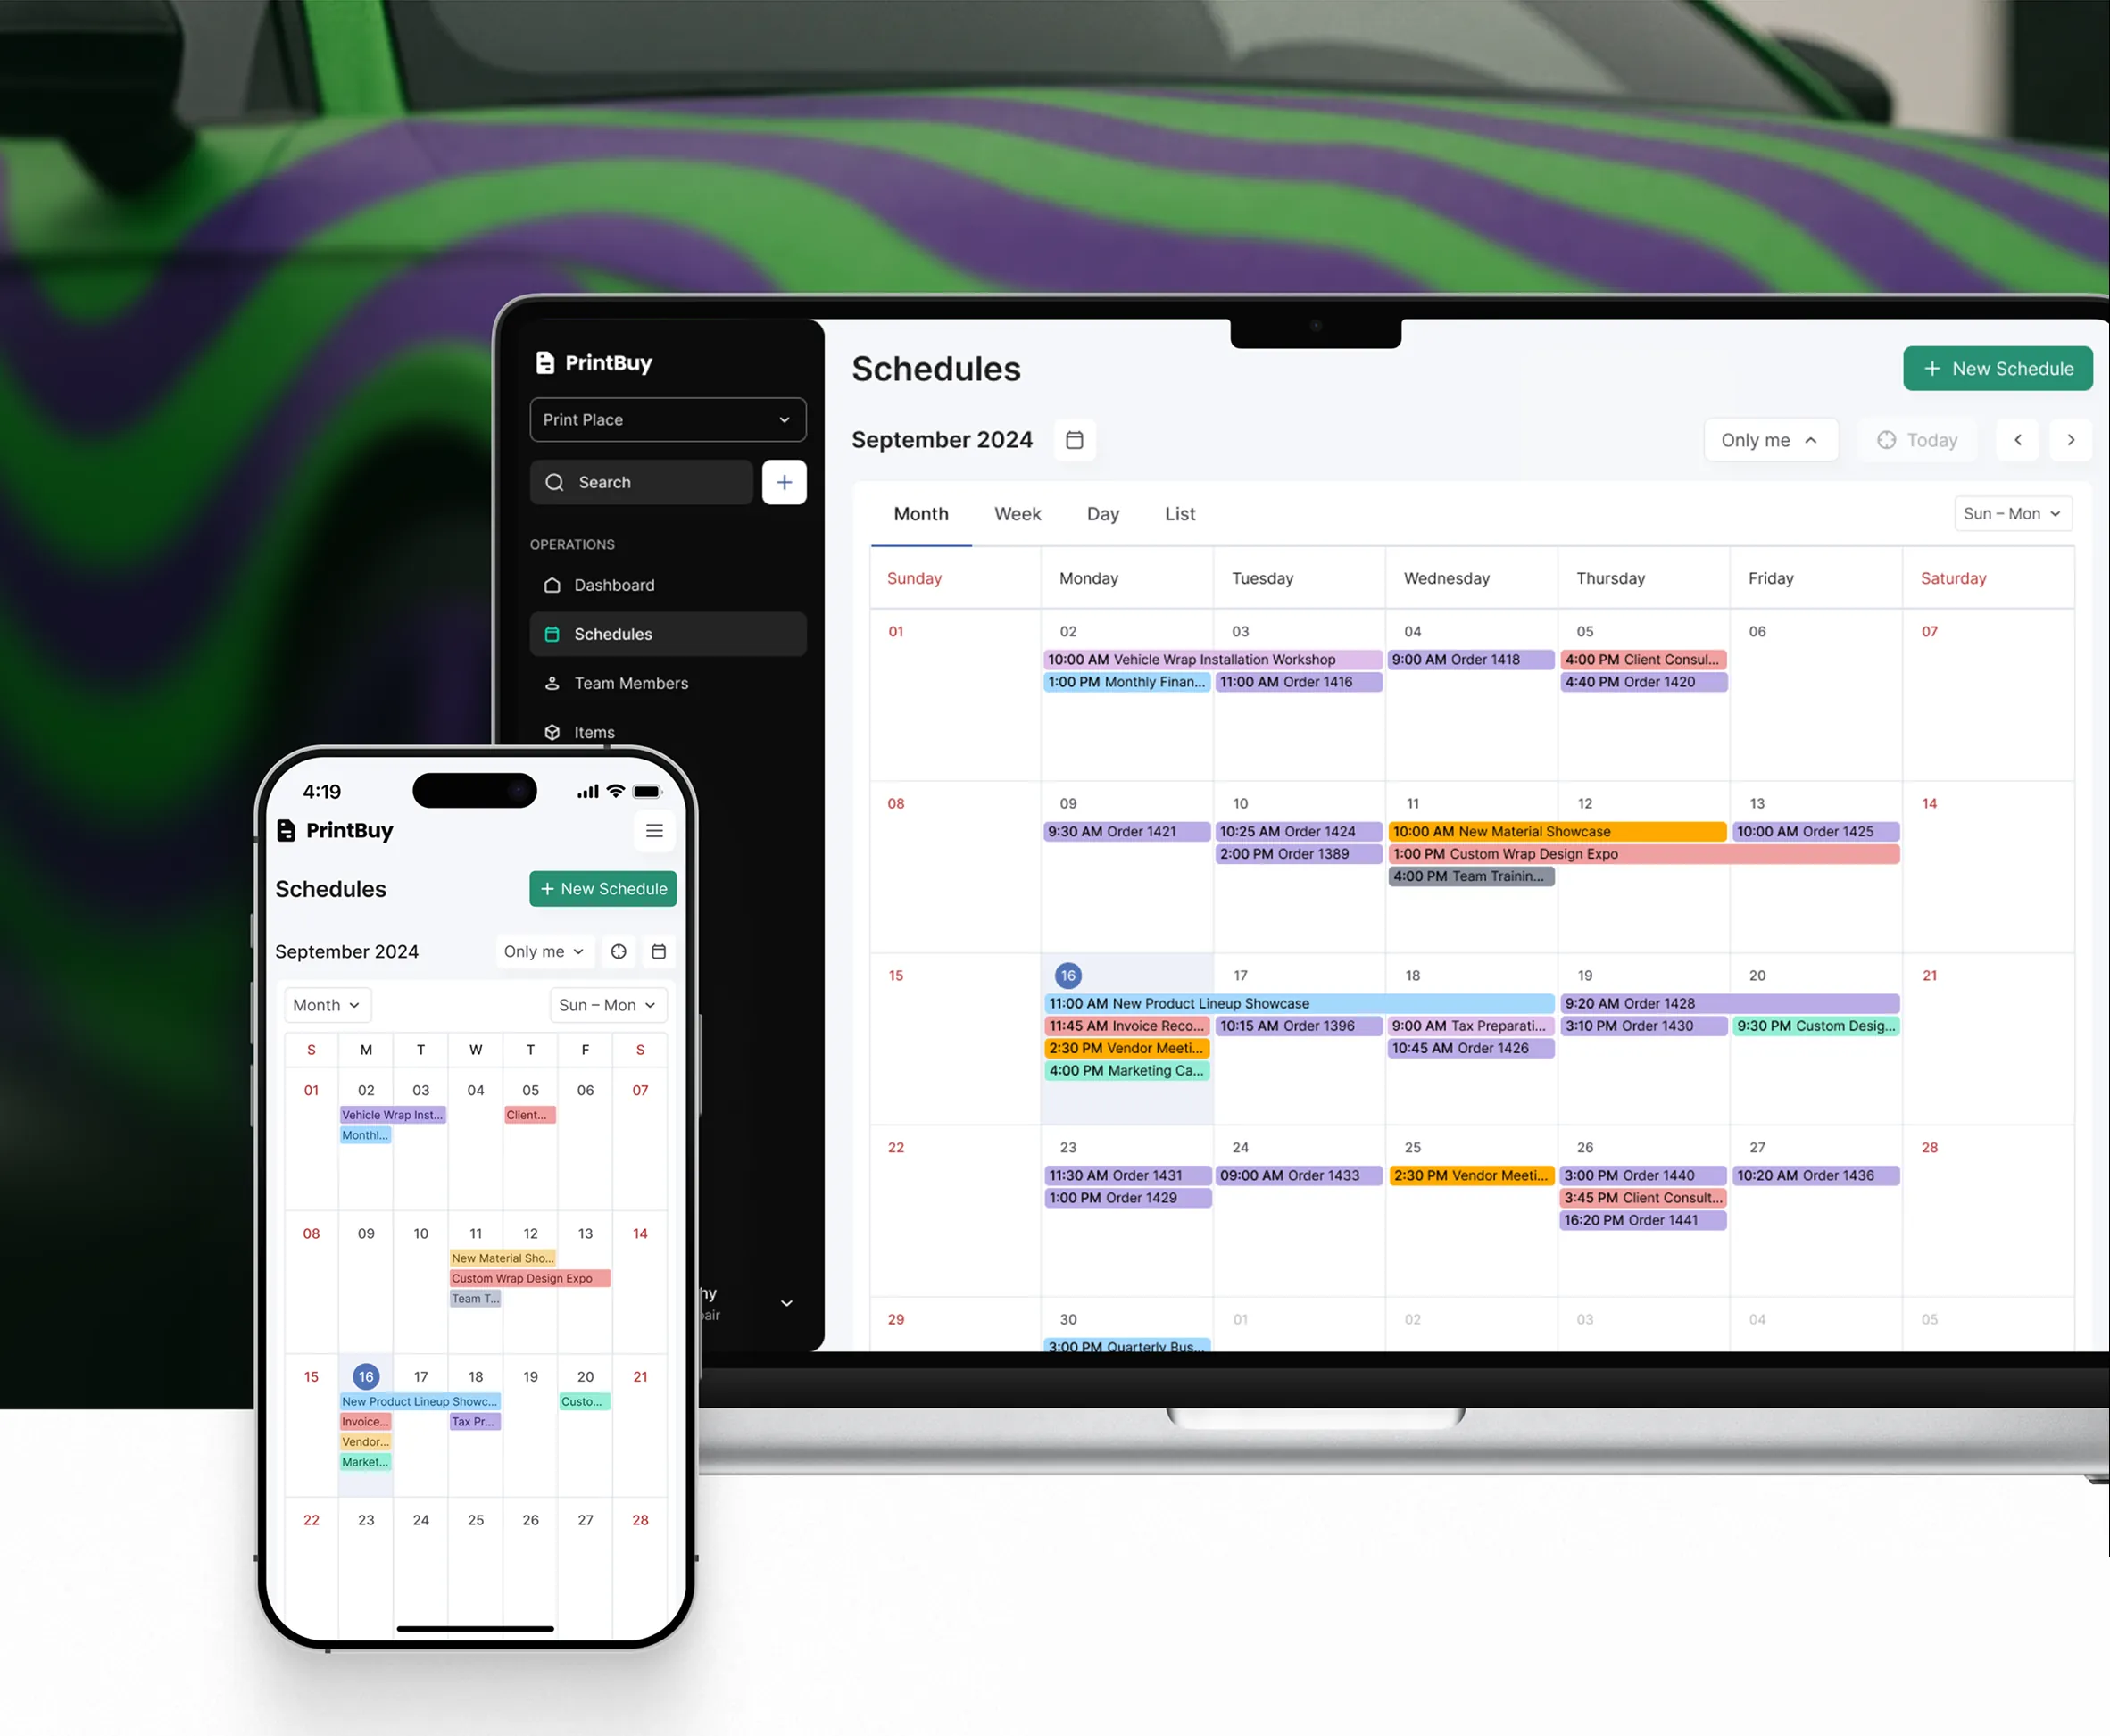 PrintBuy
Print Place
Search
OPERATIONS
Dashboard
Schedules
Team Members
Items
hy
pair
Schedules
+ New Schedule
September 2024
Only me
Today
Month Week Day List
Sun – Mon
Sunday Monday Tuesday Wednesday Thursday Friday Saturday
01 02 03 04 05 06 07
10:00 AM Vehicle Wrap Installation Workshop
9:00 AM Order 1418
4:00 PM Client Consul...
1:00 PM Monthly Finan...
11:00 AM Order 1416
4:40 PM Order 1420
08 09 10 11 12 13 14
9:30 AM Order 1421
10:25 AM Order 1424
10:00 AM New Material Showcase
10:00 AM Order 1425
2:00 PM Order 1389
1:00 PM Custom Wrap Design Expo
4:00 PM Team Trainin...
15 16 17 18 19 20 21
11:00 AM New Product Lineup Showcase
9:20 AM Order 1428
11:45 AM Invoice Reco...
10:15 AM Order 1396
9:00 AM Tax Preparati...
3:10 PM Order 1430
9:30 PM Custom Desig...
2:30 PM Vendor Meeti...
10:45 AM Order 1426
4:00 PM Marketing Ca...
22 23 24 25 26 27 28
11:30 AM Order 1431
09:00 AM Order 1433
2:30 PM Vendor Meeti...
3:00 PM Order 1440
10:20 AM Order 1436
1:00 PM Order 1429
3:45 PM Client Consult...
16:20 PM Order 1441
29 30 01 02 03 04 05
3:00 PM Quarterly Bus...
4:19
PrintBuy
Schedules
+ New Schedule
September 2024
Only me
Month
Sun – Mon
S M T W T F S
01 02 03 04 05 06 07
Vehicle Wrap Inst...
Client...
Monthl...
08 09 10 11 12 13 14
New Material Sho...
Custom Wrap Design Expo
Team T...
15 16 17 18 19 20 21
New Product Lineup Showc...
Custo...
Invoice...
Tax Pr...
Vendor...
Market...
22 23 24 25 26 27 28